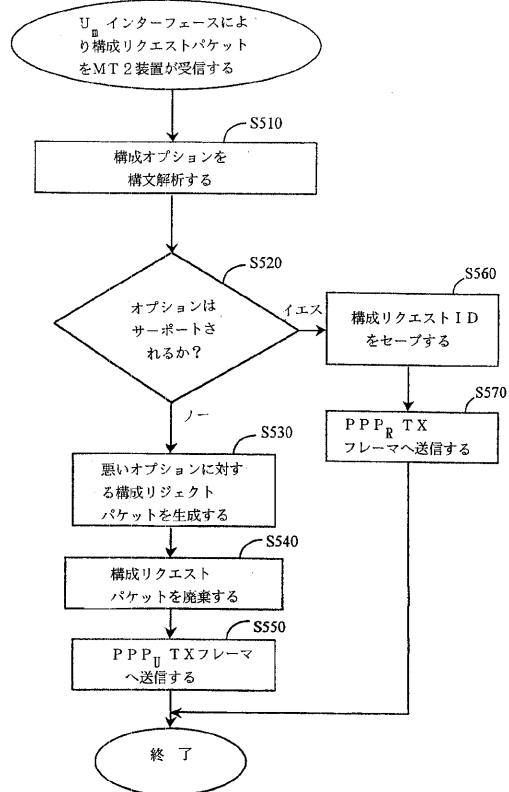 Um インターフェースによ
り構成リクエストパケット
をMT2装置が受信する
S510
構成オプションを
構文解析する
S520
オプションは
サーポートさ
れるか?
イエス
S560
構成リクエストID
をセーブする
S570
PPPR TX
フレーマへ送信する
ノー
S530
悪いオプションに対す
る構成リジェクト
パケットを生成する
S540
構成リクエスト
パケットを廃棄する
S550
PPPU TXフレーマ
へ送信する
終 了